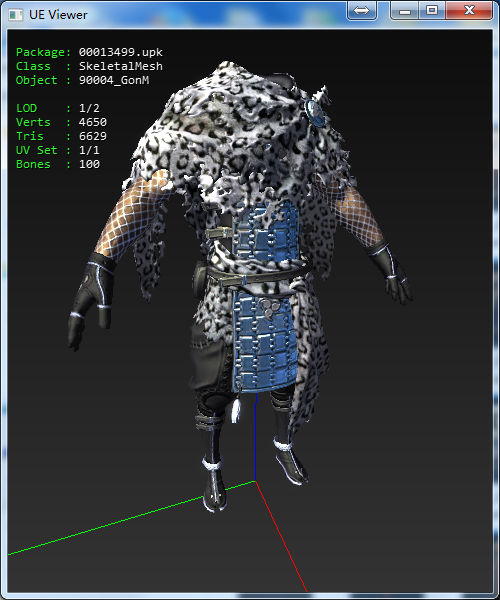 UE Viewer
Package: 00013499.upk
Class : SkeletalMesh
Object : 90004_GonM
LOD : 1/2
Verts : 4650
Tris : 6629
UV Set : 1/1
Bones : 100